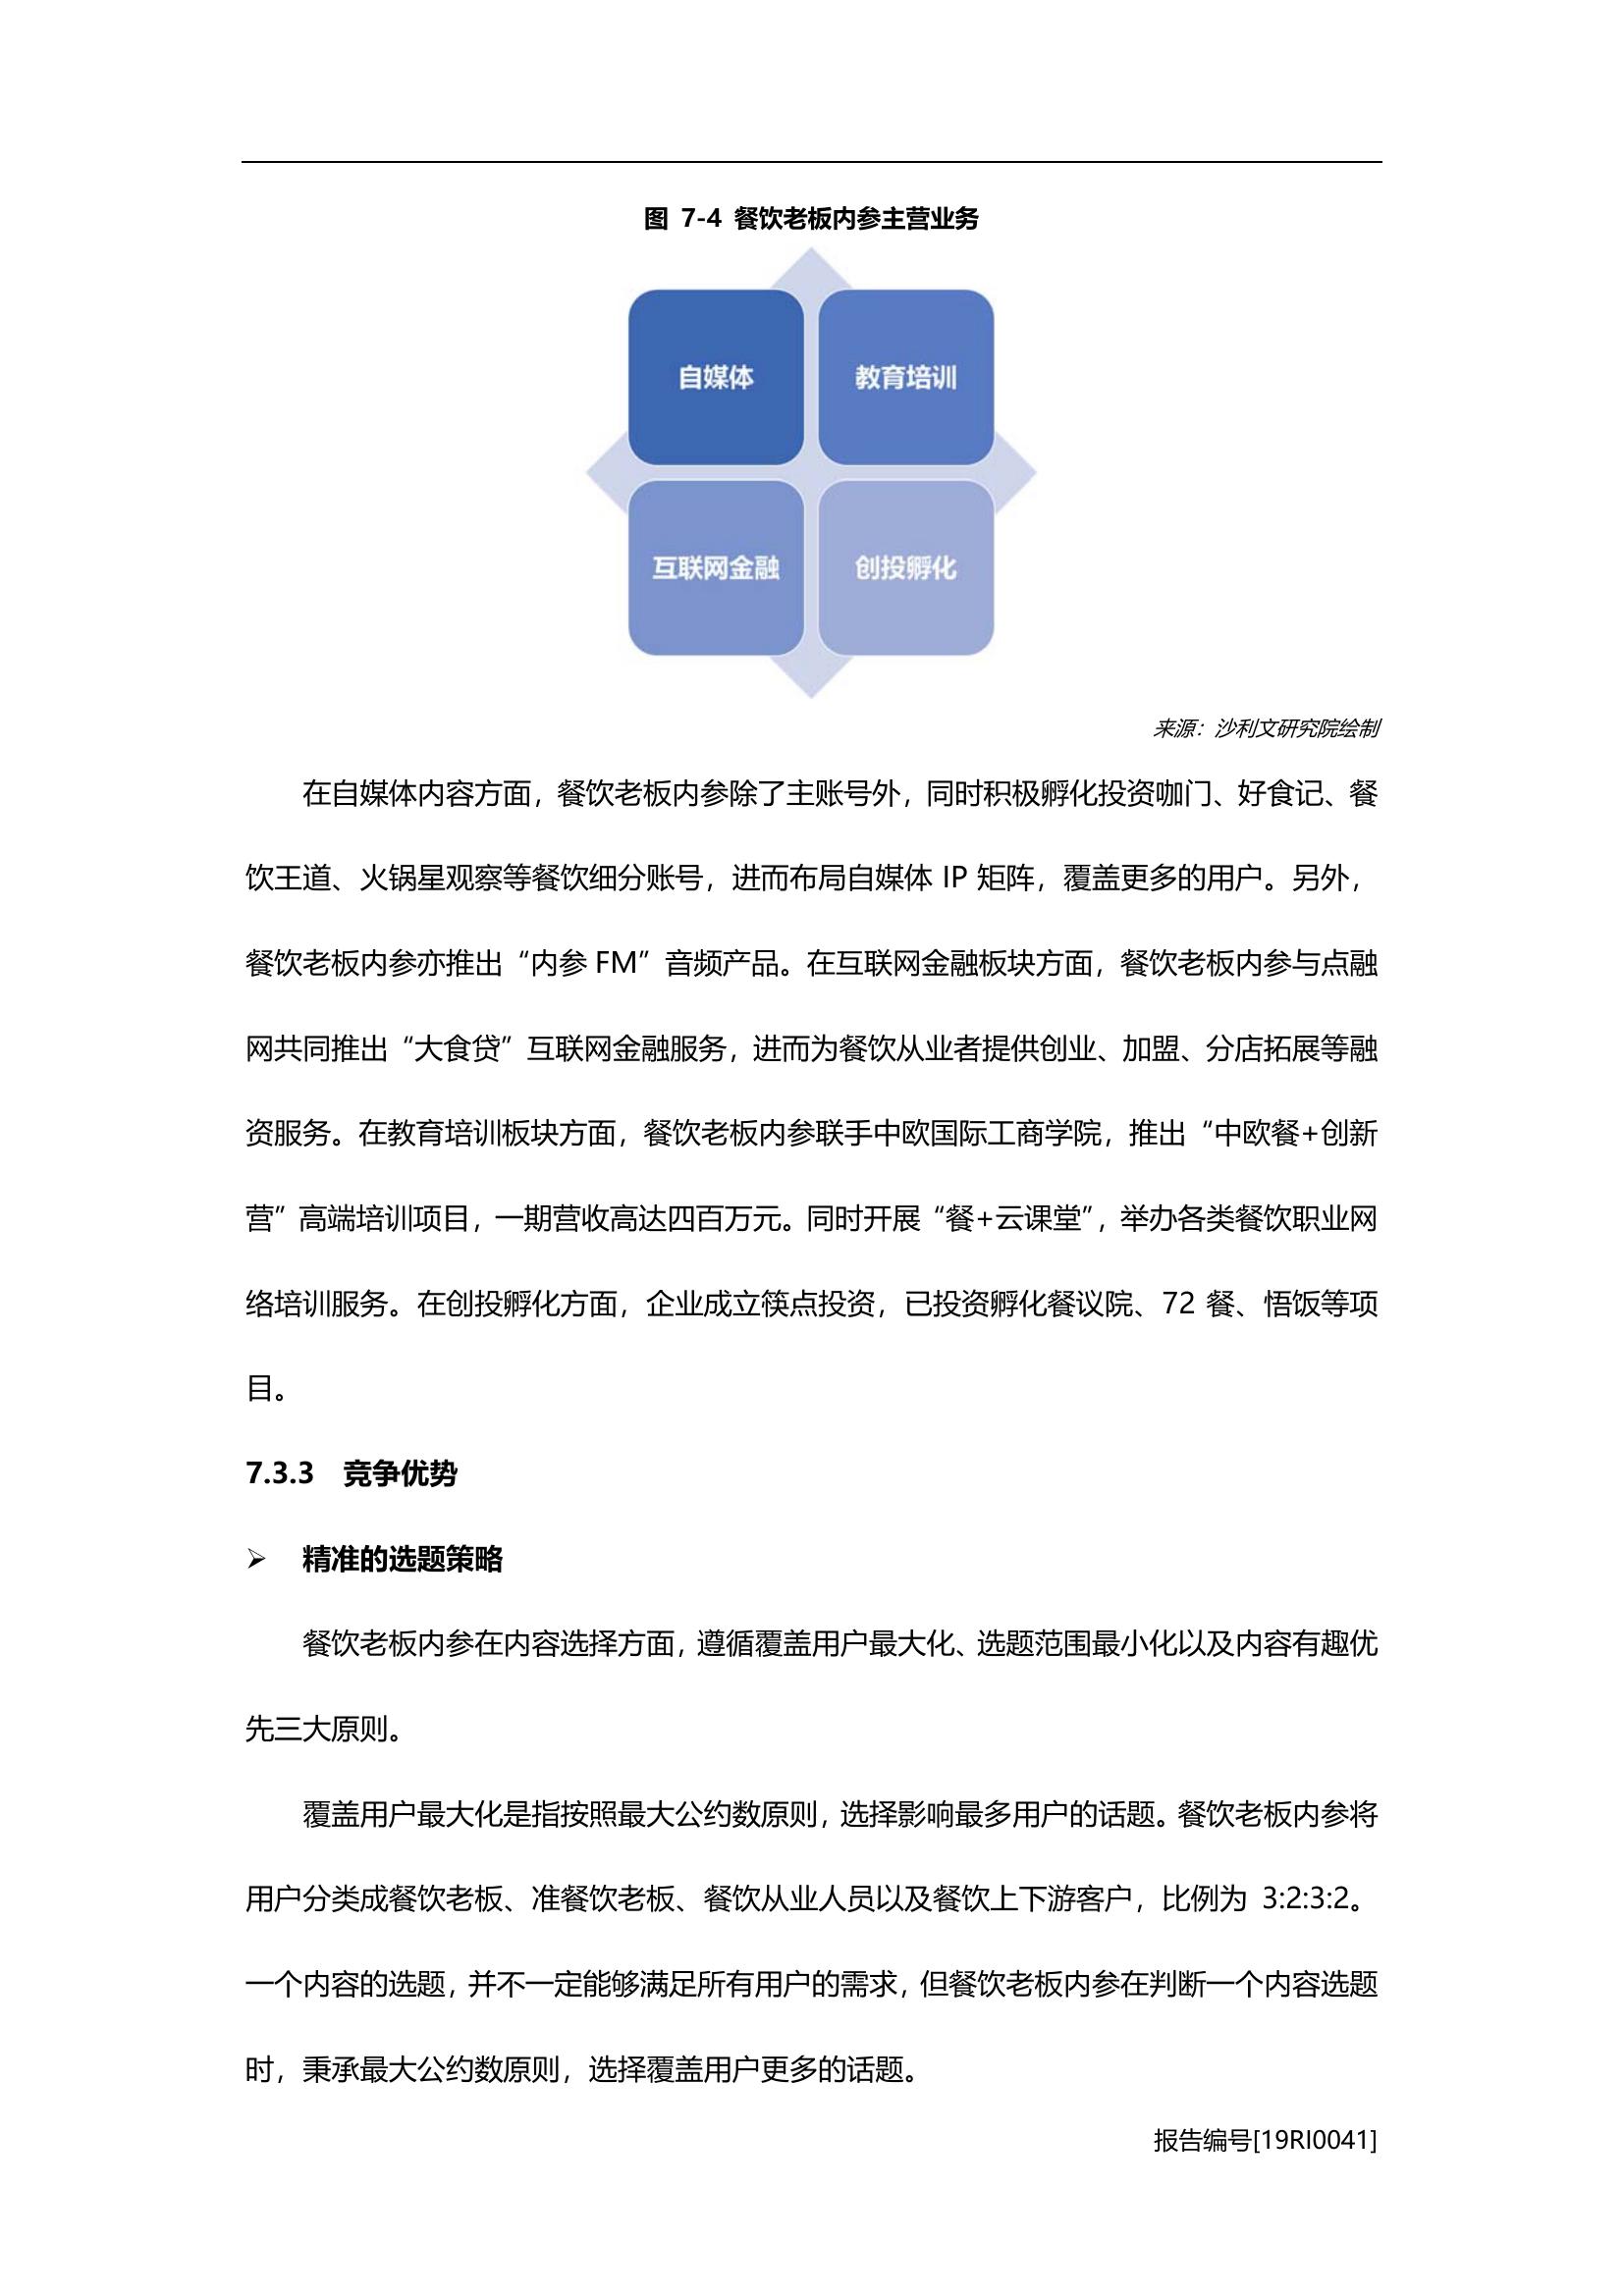 图 7-4 餐饮老板内参主营业务
自媒体
教育培训
互联网金融
创投孵化
来源：沙利文研究院绘制
在自媒体内容方面，餐饮老板内参除了主账号外，同时积极孵化投资咖门、好食记、餐
饮王道、火锅星观察等餐饮细分账号，进而布局自媒体 IP 矩阵，覆盖更多的用户。另外，
餐饮老板内参亦推出“内参 FM”音频产品。在互联网金融板块方面，餐饮老板内参与点融
网共同推出“大食贷”互联网金融服务，进而为餐饮从业者提供创业、加盟、分店拓展等融
资服务。在教育培训板块方面，餐饮老板内参联手中欧国际工商学院，推出“中欧餐+创新
营”高端培训项目，一期营收高达四百万元。同时开展“餐+云课堂”，举办各类餐饮职业网
络培训服务。在创投孵化方面，企业成立筷点投资，已投资孵化餐议院、72 餐、悟饭等项
目。
7.3.3 竞争优势
➢ 精准的选题策略
餐饮老板内参在内容选择方面，遵循覆盖用户最大化、选题范围最小化以及内容有趣优
先三大原则。
覆盖用户最大化是指按照最大公约数原则，选择影响最多用户的话题。餐饮老板内参将
用户分类成餐饮老板、准餐饮老板、餐饮从业人员以及餐饮上下游客户，比例为 3:2:3:2。
一个内容的选题，并不一定能够满足所有用户的需求，但餐饮老板内参在判断一个内容选题
时，秉承最大公约数原则，选择覆盖用户更多的话题。
报告编号[19RI0041]